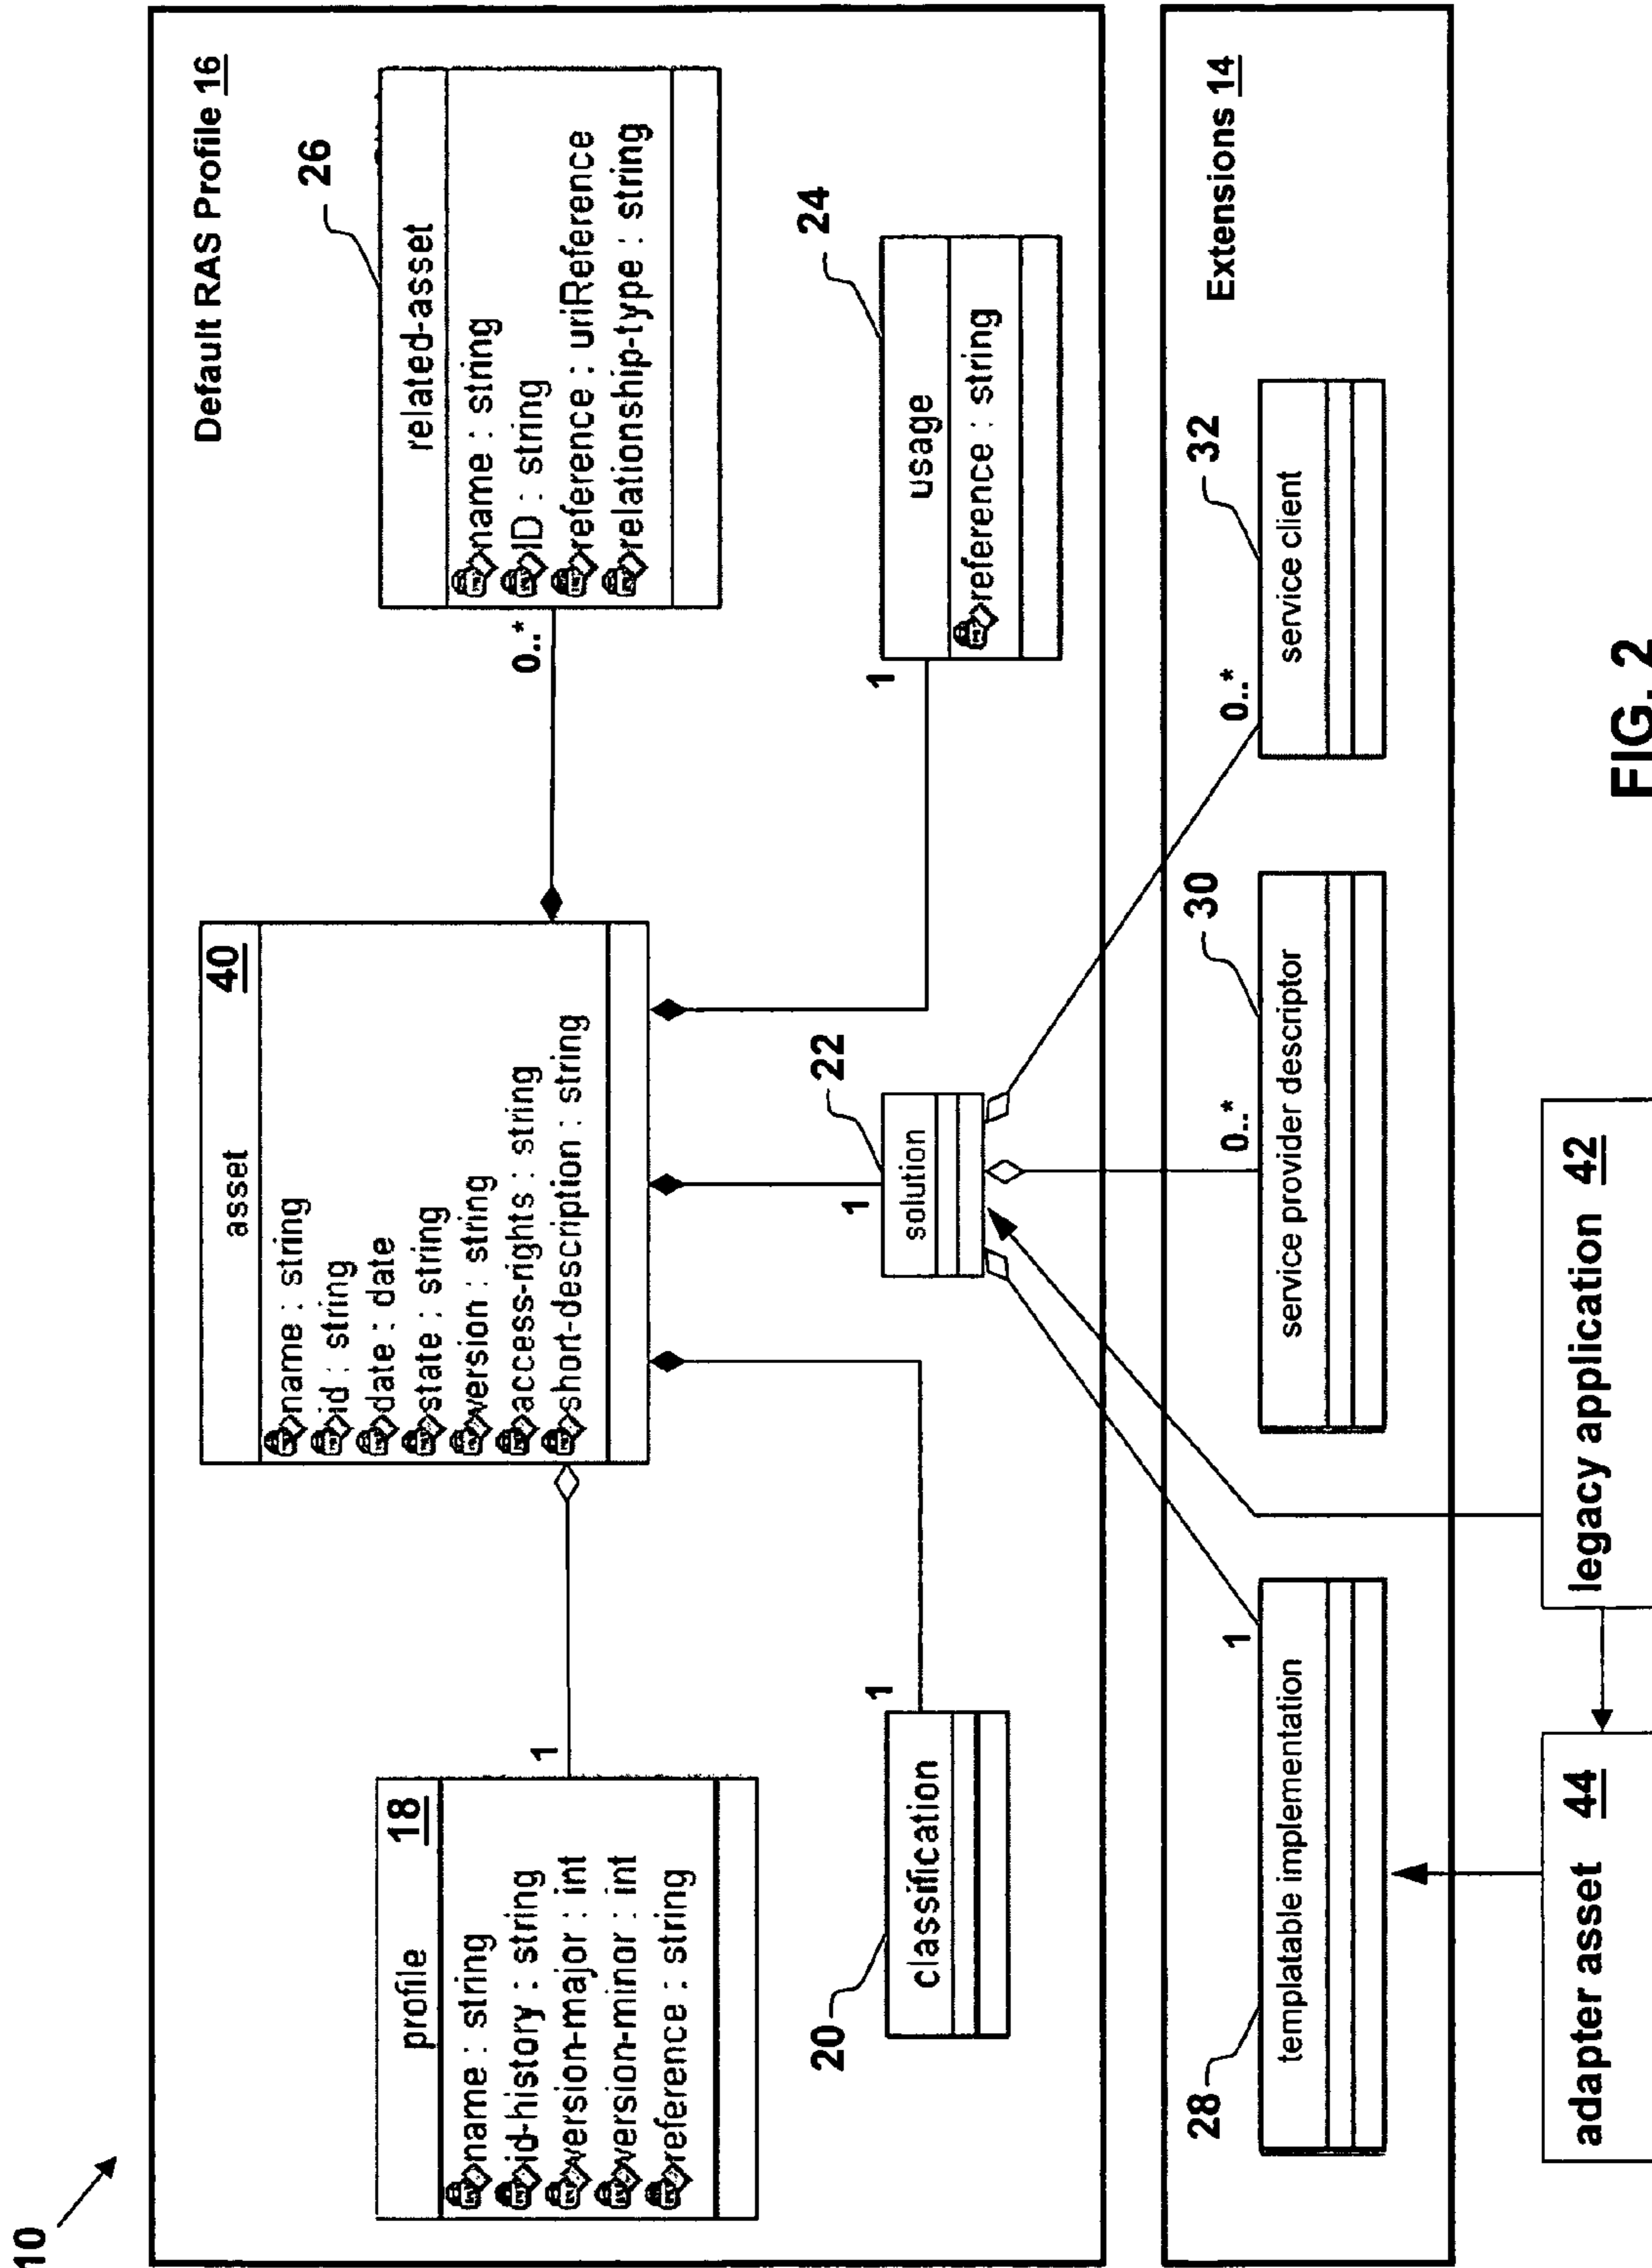 10
Default RAS Profile 16
profile 18
name : string
id-history : string
version-major : int
version-minor : int
reference : string
1
asset 40
name : string
id : string
date : date
state : string
version : string
access-rights : string
short-description : string
26
related-asset
name : string
ID : string
reference : uriReference
relationship-type : string
0..*
20
classification
1
22
solution
1
24
usage
reference : string
1
Extensions 14
28
templatable implementation
1
30
service provider descriptor
0..*
32
service client
0..*
adapter asset 44
legacy application 42
FIG. 2